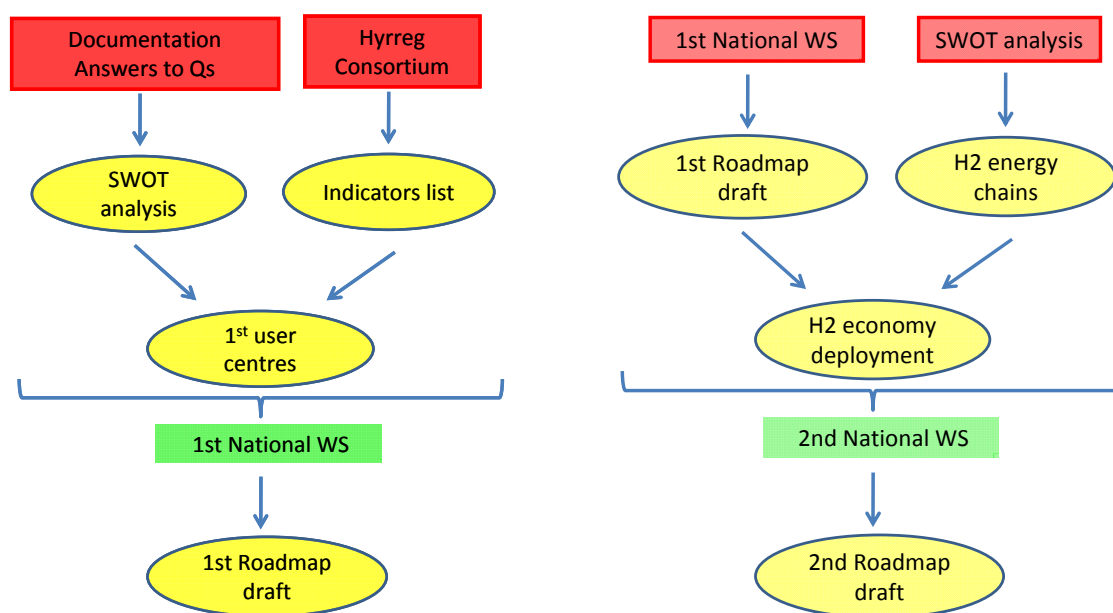 Documentation
Answers to Qs
Hyrreg
Consortium
SWOT
analysis
Indicators list
1st user
centres
1st National WS
1st Roadmap
draft
1st National WS
SWOT analysis
1st Roadmap
draft
H2 energy
chains
H2 economy
deployment
2nd National WS
2nd Roadmap
draft